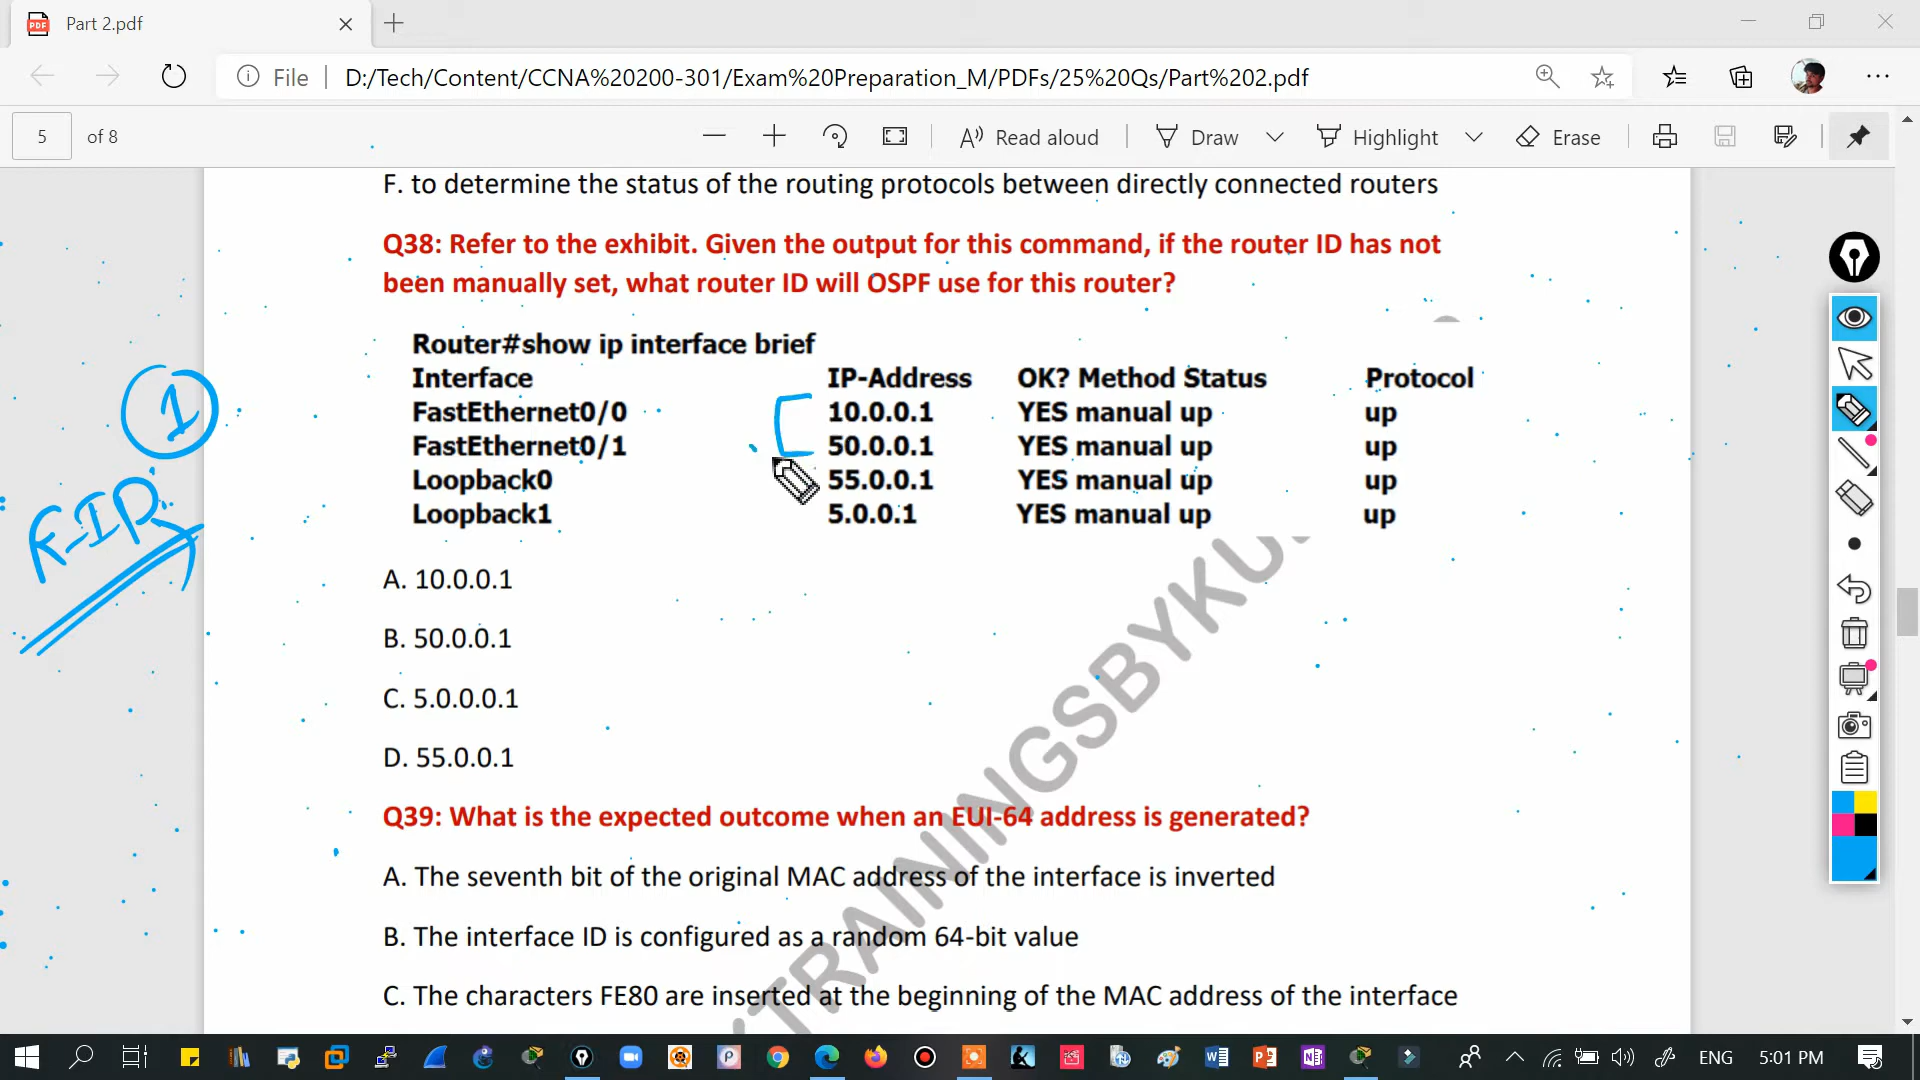 Part 2.pdf
File
D:/Tech/Content/CCNA%20200-301/Exam%20Preparation_M/PDFs/25%20Qs/Part%202.pdf
5 of 8
Read aloud
Draw
Highlight
Erase
F. to determine the status of the routing protocols between directly connected routers
Q38: Refer to the exhibit. Given the output for this command, if the router ID has not
been manually set, what router ID will OSPF use for this router?
Router#show ip interface brief
Interface IP-Address OK? Method Status Protocol
FastEthernet0/0 10.0.0.1 YES manual up up
FastEthernet0/1 50.0.0.1 YES manual up up
Loopback0 55.0.0.1 YES manual up up
Loopback1 5.0.0.1 YES manual up up
1
A. 10.0.0.1
B. 50.0.0.1
C. 5.0.0.0.1
D. 55.0.0.1
Q39: What is the expected outcome when an EUI-64 address is generated?
A. The seventh bit of the original MAC address of the interface is inverted
B. The interface ID is configured as a random 64-bit value
C. The characters FE80 are inserted at the beginning of the MAC address of the interface
ENG
5:01 PM